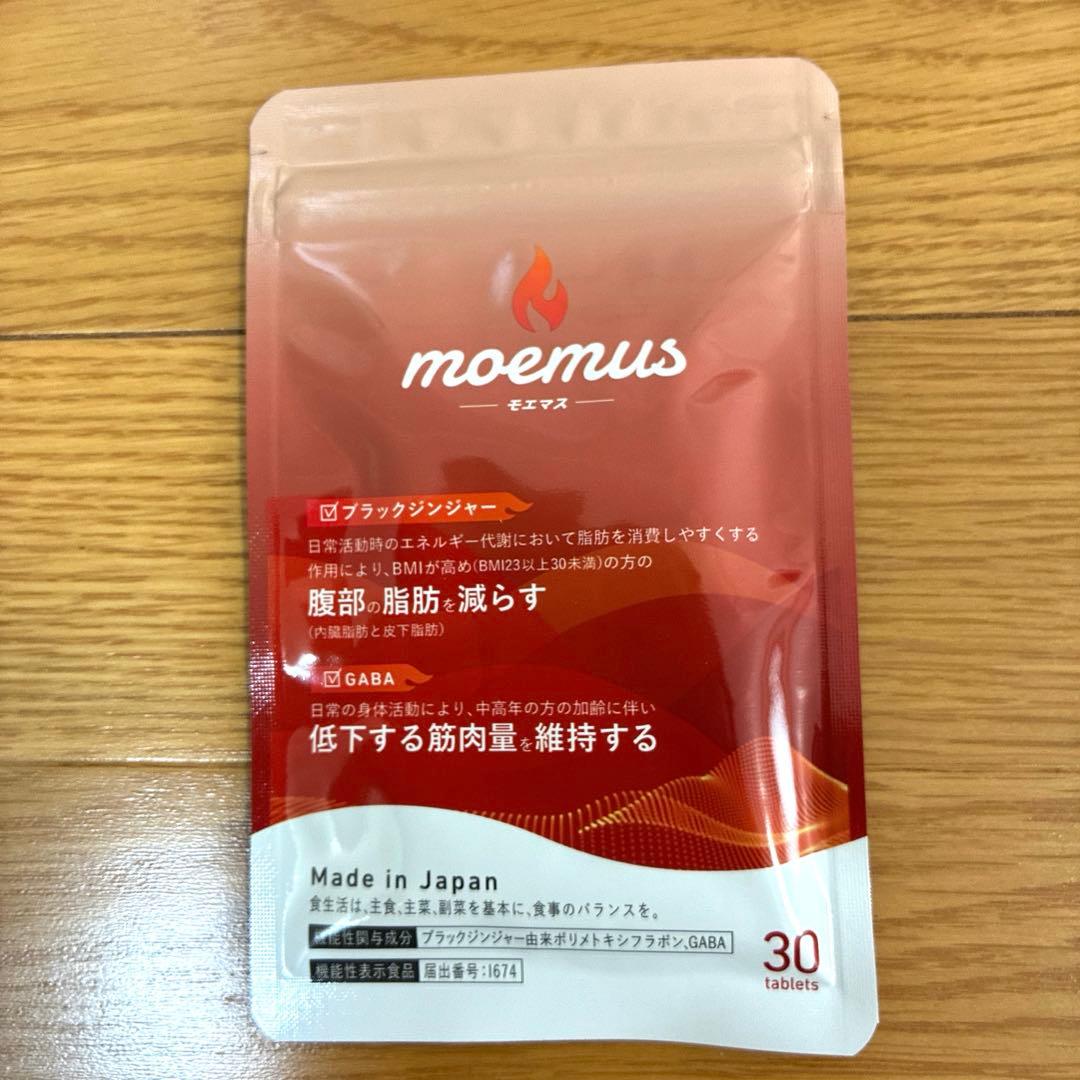 moemus
モエマス
ブラックジンジャー
日常活動時のエネルギー代謝において脂肪を消費しやすくする
作用により、BMIが高め(BMI23以上30未満)の方の
腹部の脂肪を減らす
(内臓脂肪と皮下脂肪)
GABA
日常の身体活動により、中高年の方の加齢に伴い
低下する筋肉量を維持する
Made in Japan
食生活は、主食、主菜、副菜を基本に、食事のバランスを。
機能性関与成分 ブラックジンジャー由来ポリメトキシフラボン、GABA
機能性表示食品 届出番号:I674
30
tablets